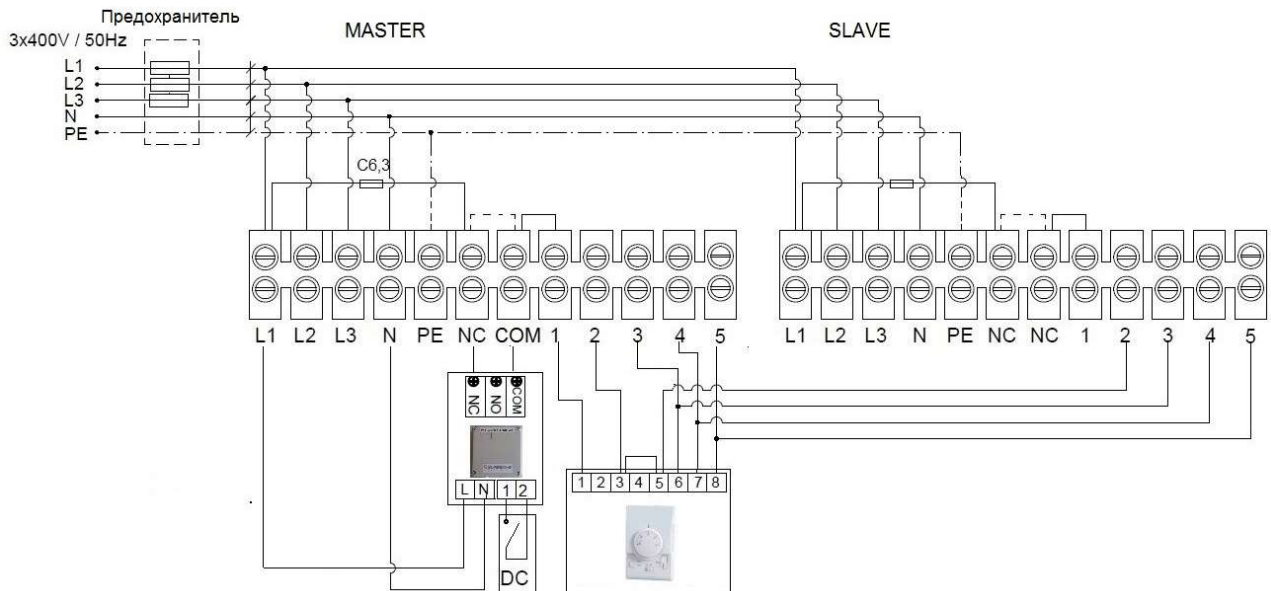 Предохранитель
3x400V / 50Hz
MASTER
SLAVE
L1
L2
L3
N
PE
C6,3
L1 L2 L3 N PE NC COM 1 2 3 4 5
L1 L2 L3 N PE NC NC 1 2 3 4 5
NC NO COM
L N 1 2
1 2 3 4 5 6 7 8
DC